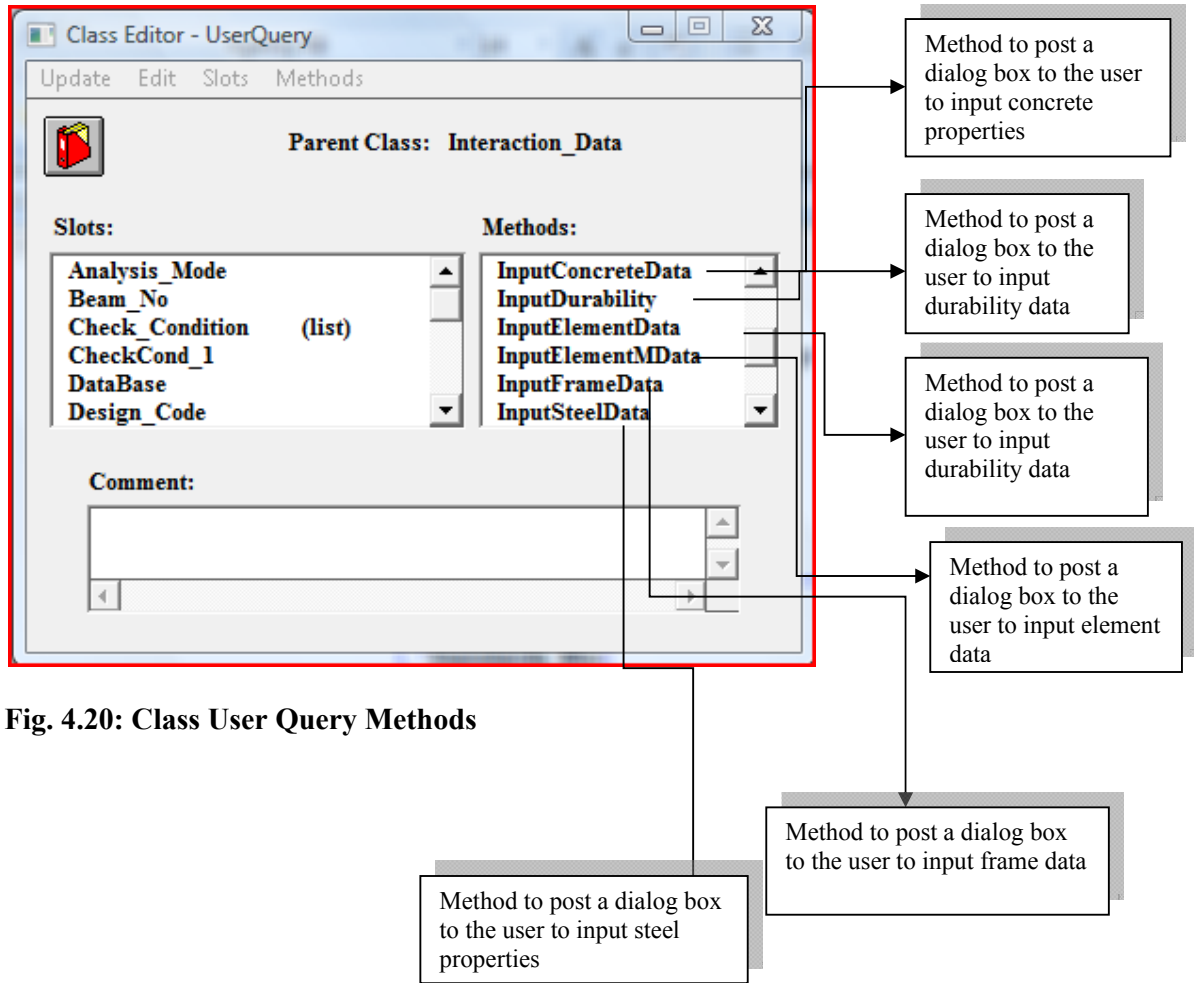 Class Editor - UserQuery
Update Edit Slots Methods
Parent Class: Interaction_Data
Slots:
Analysis_Mode
Beam_No
Check_Condition (list)
CheckCond_1
DataBase
Design_Code
Methods:
InputConcreteData
InputDurability
InputElementData
InputElementMData
InputFrameData
InputSteelData
Comment:
Method to post a
dialog box to the user
to input concrete
properties
Method to post a
dialog box to the
user to input
durability data
Method to post a
dialog box to the
user to input
durability data
Method to post a
dialog box to the
user to input element
data
Fig. 4.20: Class User Query Methods
Method to post a dialog box
to the user to input frame data
Method to post a dialog box
to the user to input steel
properties